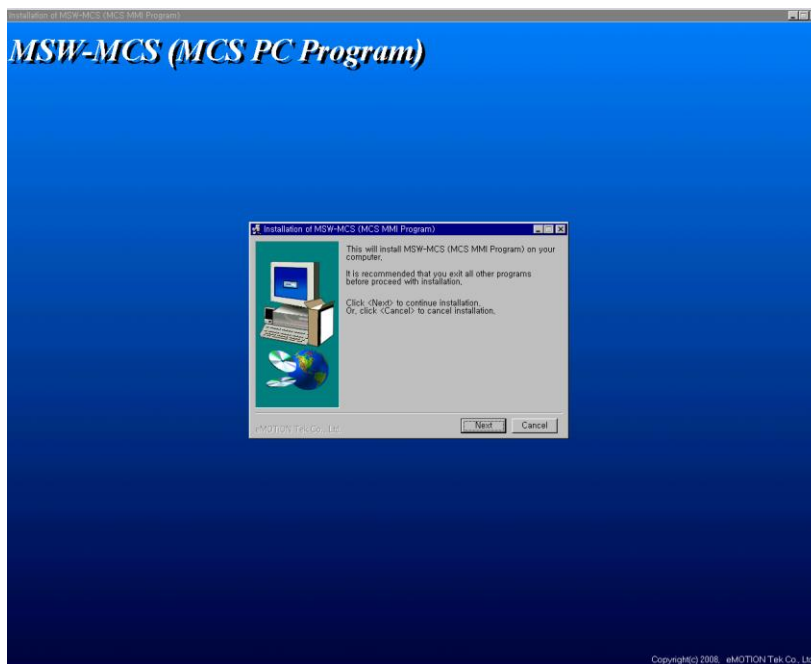 Installation of MSW-MCS (MCS MMI Program)
MSW-MCS (MCS PC Program)
Installation of MSW-MCS (MCS MMI Program)
This will install MSW-MCS (MCS MMI Program) on your
computer,
It is recommended that you exit all other programs
before proceed with installation,
Click <Next> to continue installation,
Or, click <Cancel> to cancel installation,
eMOTION Tek Co., Ltd
Next
Cancel
Copyright(c) 2008, eMOTION Tek Co., Ltd